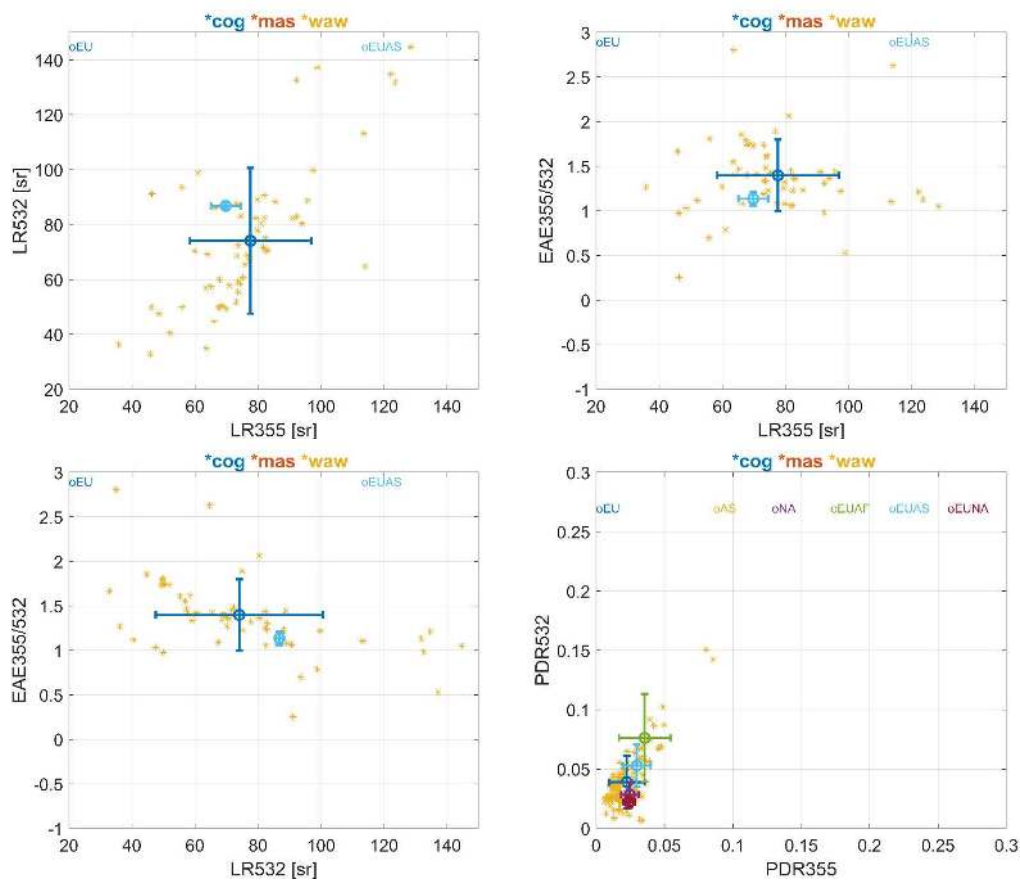 *cog *mas *waw
oEU oEUAS
140
120
100
80
60
40
20
LR532 [sr]
20 40 60 80 100 120 140
LR355 [sr]
*cog *mas *waw
oEU oEUAS
3
2.5
2
1.5
1
0.5
0
-0.5
-1
EAE355/532
20 40 60 80 100 120 140
LR355 [sr]
*cog *mas *waw
oEU oEUAS
3
2.5
2
1.5
1
0.5
0
-0.5
-1
EAE355/532
20 40 60 80 100 120 140
LR532 [sr]
*cog *mas *waw
oEU oAS oNA oEUAF oEUAS oEUNA
0.3
0.25
0.2
0.15
0.1
0.05
0
PDR532
0 0.05 0.1 0.15 0.2 0.25 0.3
PDR355